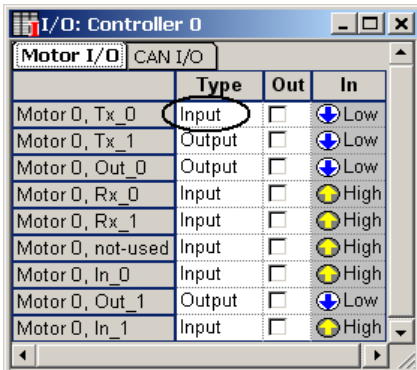 I/O: Controller 0
Motor I/O CAN I/O
Type Out In
Motor 0, Tx_0 Input Low
Motor 0, Tx_1 Output Low
Motor 0, Out_0 Output Low
Motor 0, Rx_0 Input High
Motor 0, Rx_1 Input High
Motor 0, not-used Input High
Motor 0, In_0 Input High
Motor 0, Out_1 Output Low
Motor 0, In_1 Input High